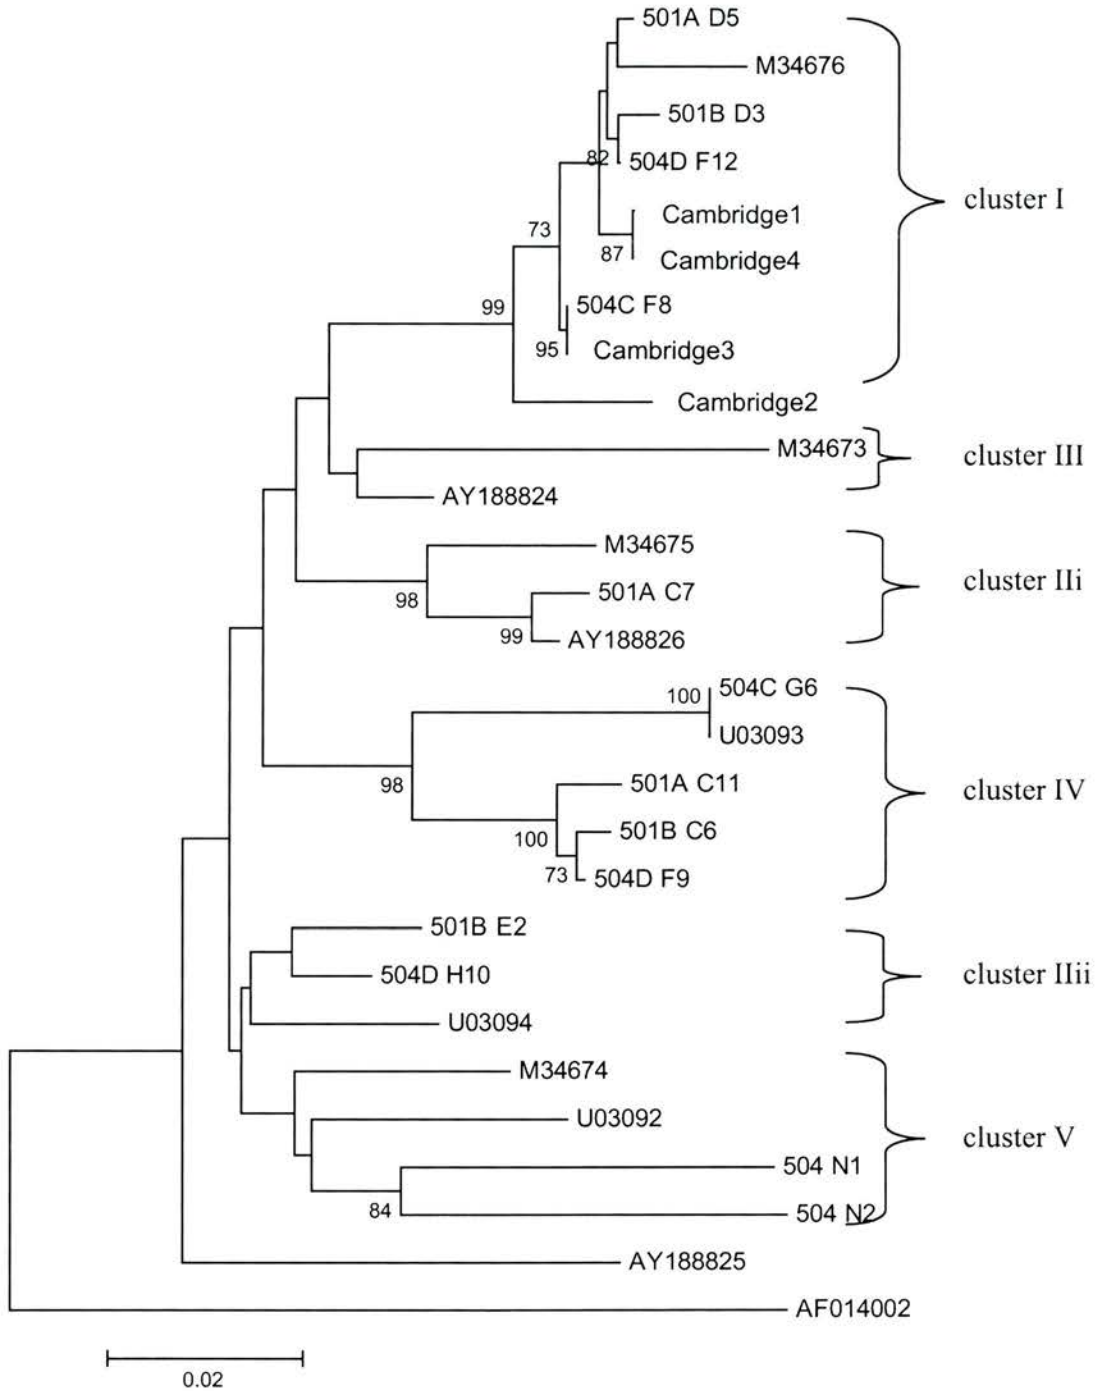 501A D5
M34676
501B D3
82
504D F12
cluster I
Cambridge1
73
87
Cambridge4
504C F8
99
95
Cambridge3
Cambridge2
M34673
cluster III
AY188824
M34675
98
501A C7
cluster IIi
99
AY188826
504C G6
100
U03093
98
501A C11
cluster IV
501B C6
100
73
504D F9
501B E2
504D H10
cluster IIii
U03094
M34674
U03092
cluster V
504 N1
84
504 N2
AY188825
AF014002
0.02